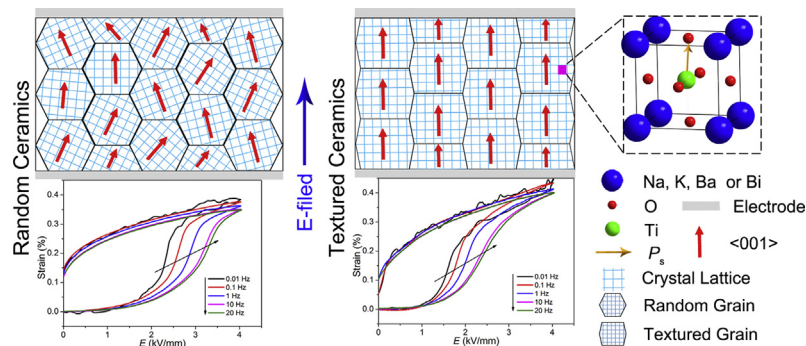 Random Ceramics
E-filed
Textured Ceramics
Na, K, Ba or Bi
O
Electrode
Ti
Ps
<001>
Crystal Lattice
Random Grain
Textured Grain
Strain (%)
0.4
0.3
0.2
0.1
0.0
0.01 Hz
0.1 Hz
1 Hz
10 Hz
20 Hz
0 1 2 3 4
E (kV/mm)
Strain (%)
0.4
0.3
0.2
0.1
0.0
0.01 Hz
0.1 Hz
1 Hz
10 Hz
20 Hz
0 1 2 3 4
E (kV/mm)